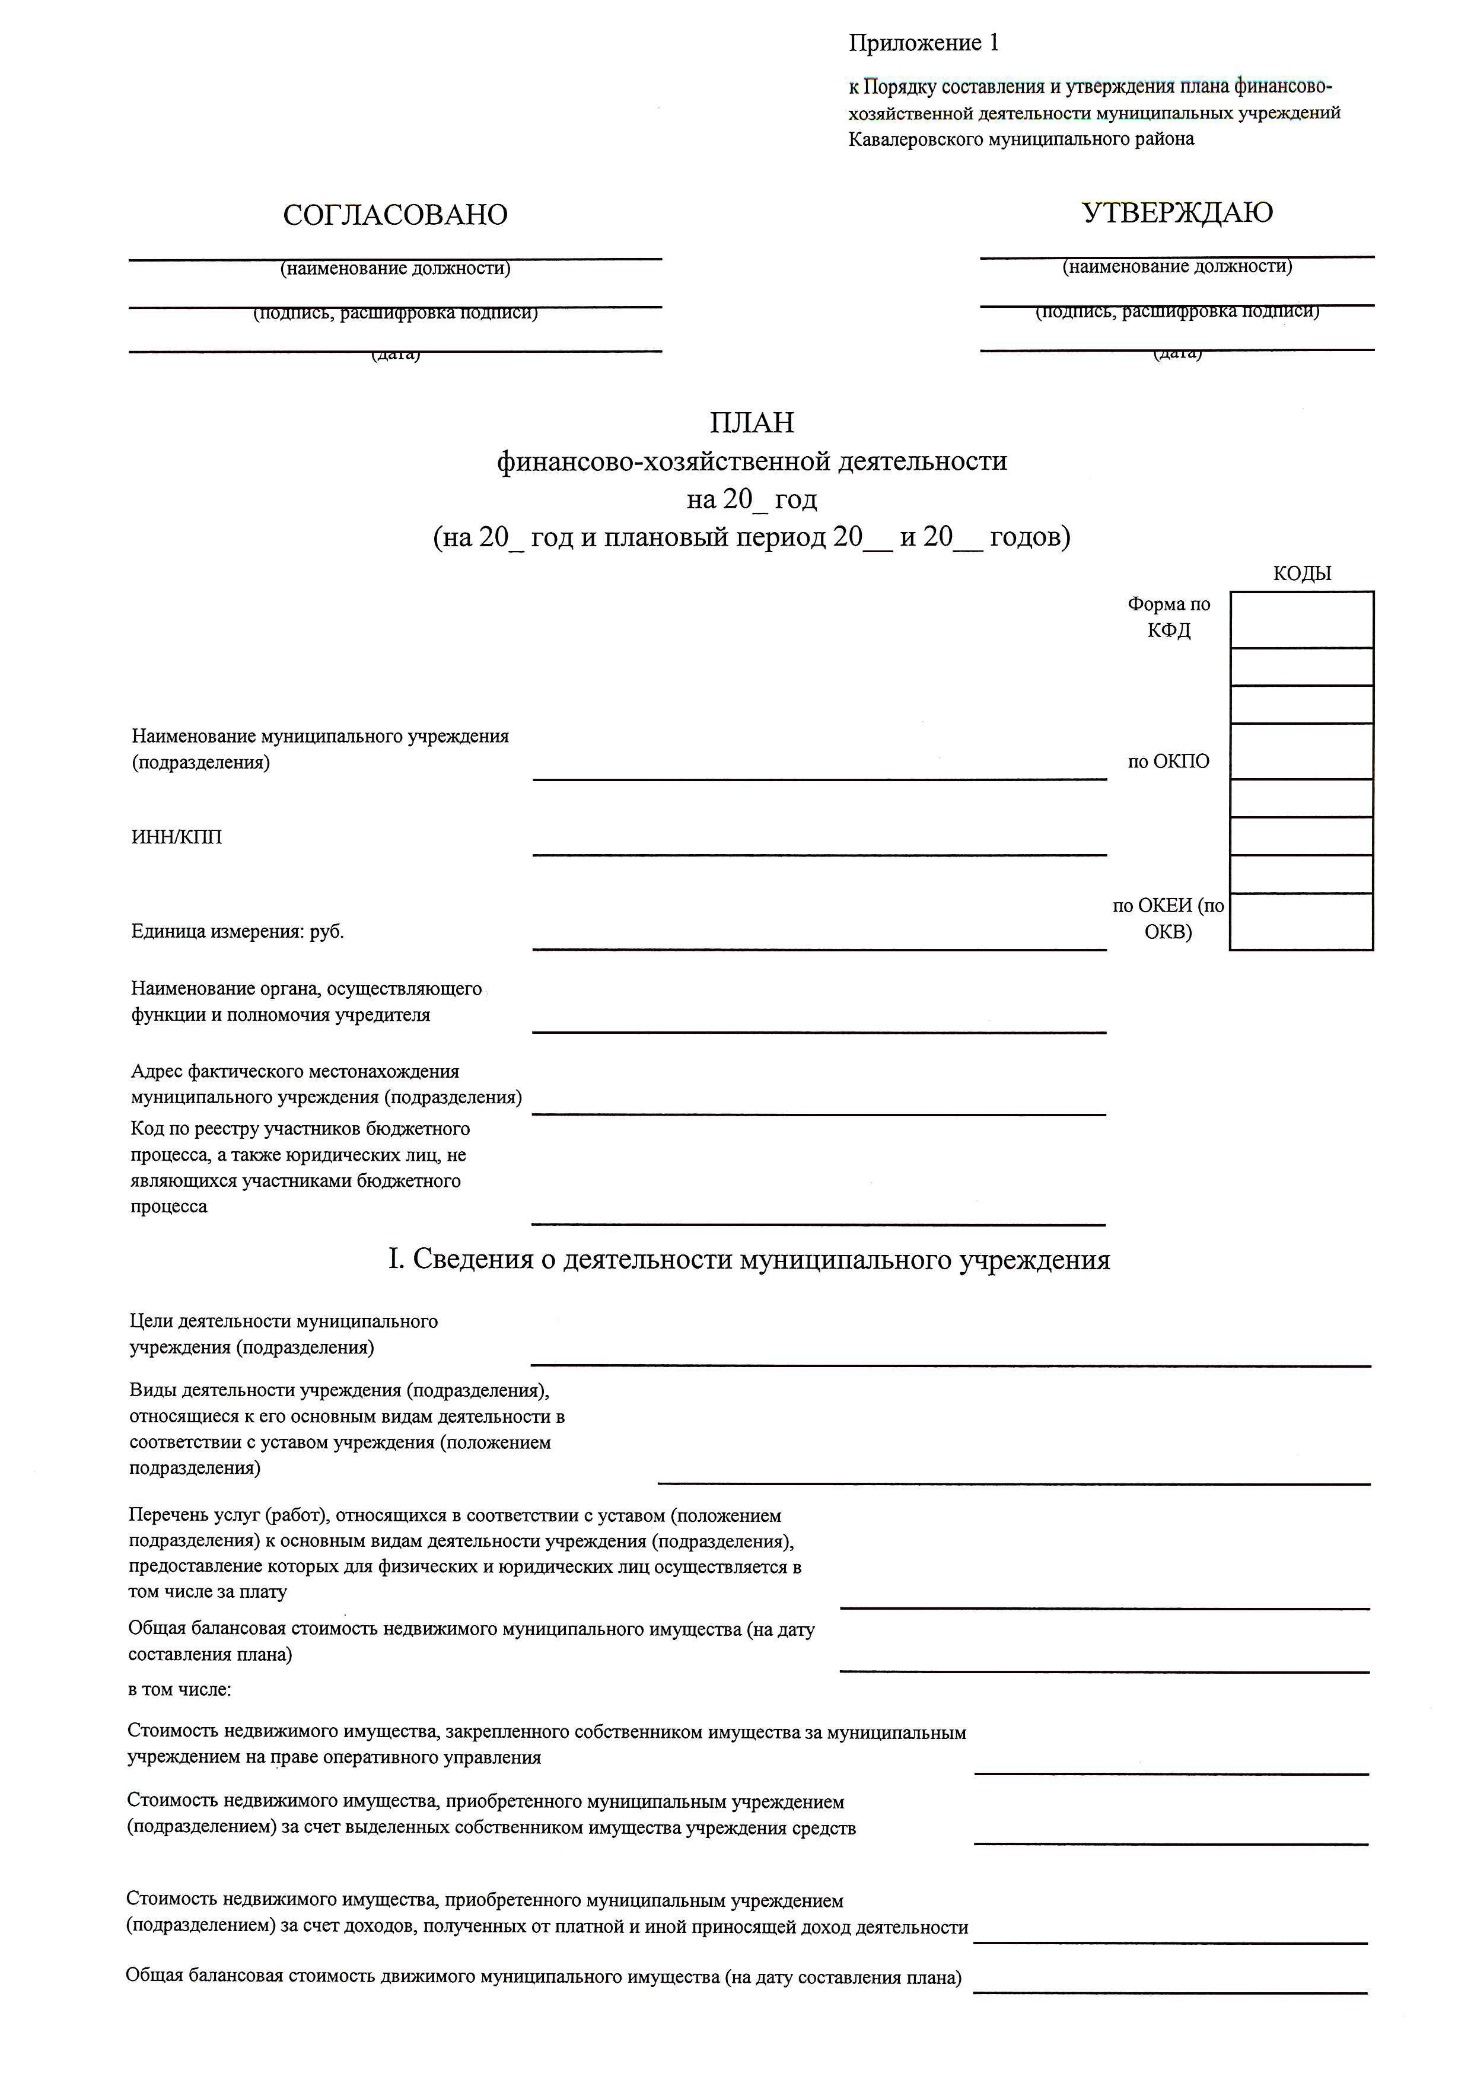 Приложение 1
к Порядку составления и утверждения плана финансово-
хозяйственной деятельности муниципальных учреждений
Кавалеровского муниципального района
СОГЛАСОВАНО
(наименование должности)
(подпись, расшифровка подписи)
(дата)
УТВЕРЖДАЮ
(наименование должности)
(подпись, расшифровка подписи)
(дата)
ПЛАН
финансово-хозяйственной деятельности
на 20_ год
(на 20_ год и плановый период 20__ и 20__ годов)
КОДЫ
Форма по
КФД
Наименование муниципального учреждения
(подразделения)
по ОКПО
ИНН/КПП
Единица измерения: руб.
по ОКЕИ (по
ОКВ)
Наименование органа, осуществляющего
функции и полномочия учредителя
Адрес фактического местонахождения
муниципального учреждения (подразделения)
Код по реестру участников бюджетного
процесса, а также юридических лиц, не
являющихся участниками бюджетного
процесса
I. Сведения о деятельности муниципального учреждения
Цели деятельности муниципального
учреждения (подразделения)
Виды деятельности учреждения (подразделения),
относящиеся к его основным видам деятельности в
соответствии с уставом учреждения (положением
подразделения)
Перечень услуг (работ), относящихся в соответствии с уставом (положением
подразделения) к основным видам деятельности учреждения (подразделения),
предоставление которых для физических и юридических лиц осуществляется в
том числе за плату
Общая балансовая стоимость недвижимого муниципального имущества (на дату
составления плана)
в том числе:
Стоимость недвижимого имущества, закрепленного собственником имущества за муниципальным
учреждением на праве оперативного управления
Стоимость недвижимого имущества, приобретенного муниципальным учреждением
(подразделением) за счет выделенных собственником имущества учреждения средств
Стоимость недвижимого имущества, приобретенного муниципальным учреждением
(подразделением) за счет доходов, полученных от платной и иной приносящей доход деятельности
Общая балансовая стоимость движимого муниципального имущества (на дату составления плана)